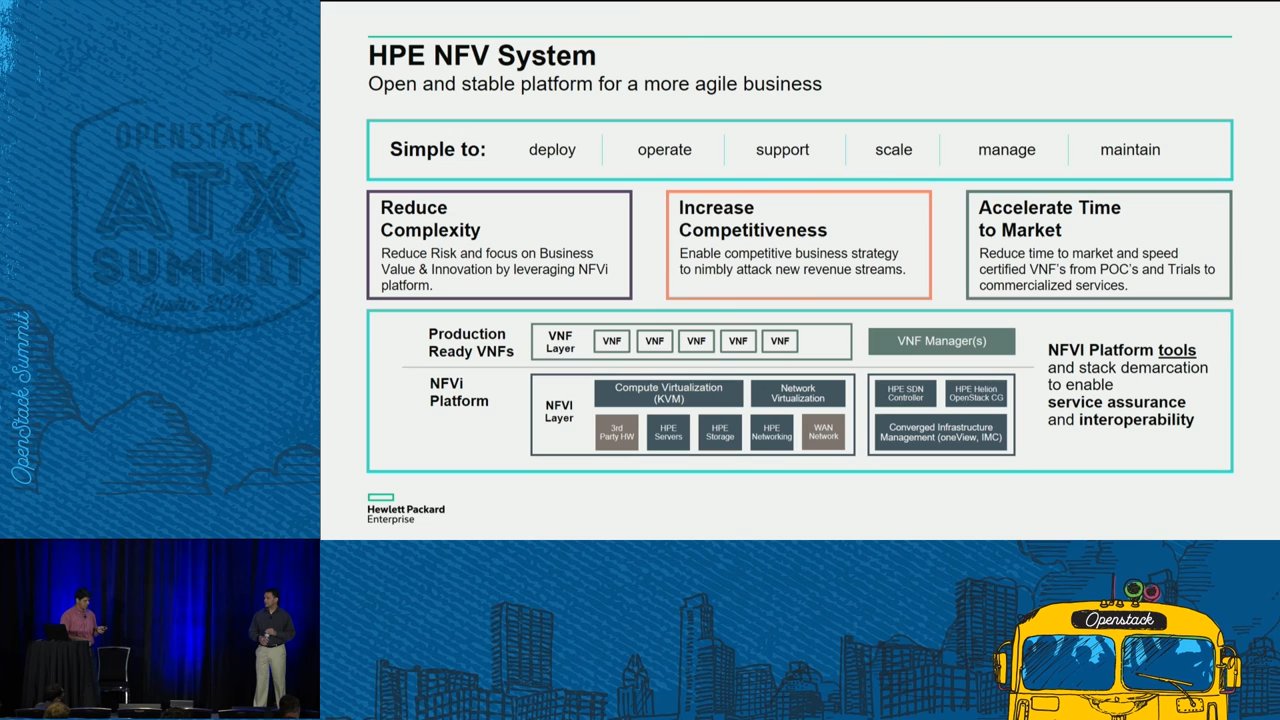 OPENSTACK
ATX
SUMMIT
Austin 2016
OpenStack Summit
HPE NFV System
Open and stable platform for a more agile business
Simple to: deploy operate support scale manage maintain
Reduce
Complexity
Reduce Risk and focus on Business
Value & Innovation by leveraging NFVi
platform.
Increase
Competitiveness
Enable competitive business strategy
to nimbly attack new revenue streams.
Accelerate Time
to Market
Reduce time to market and speed
certified VNF's from POC's and Trials to
commercialized services.
Production
Ready VNFs
VNF
Layer
VNF VNF VNF VNF VNF
VNF Manager(s)
NFVi
Platform
NFVI
Layer
Compute Virtualization
(KVM)
Network
Virtualization
3rd
Party HW
HPE
Servers
HPE
Storage
HPE
Networking
WAN
Network
HPE SDN
Controller
HPE Helion
OpenStack CG
Converged Infrastructure
Management (oneView, IMC)
NFVI Platform tools
and stack demarcation
to enable
service assurance
and interoperability
Hewlett Packard
Enterprise
Openstack